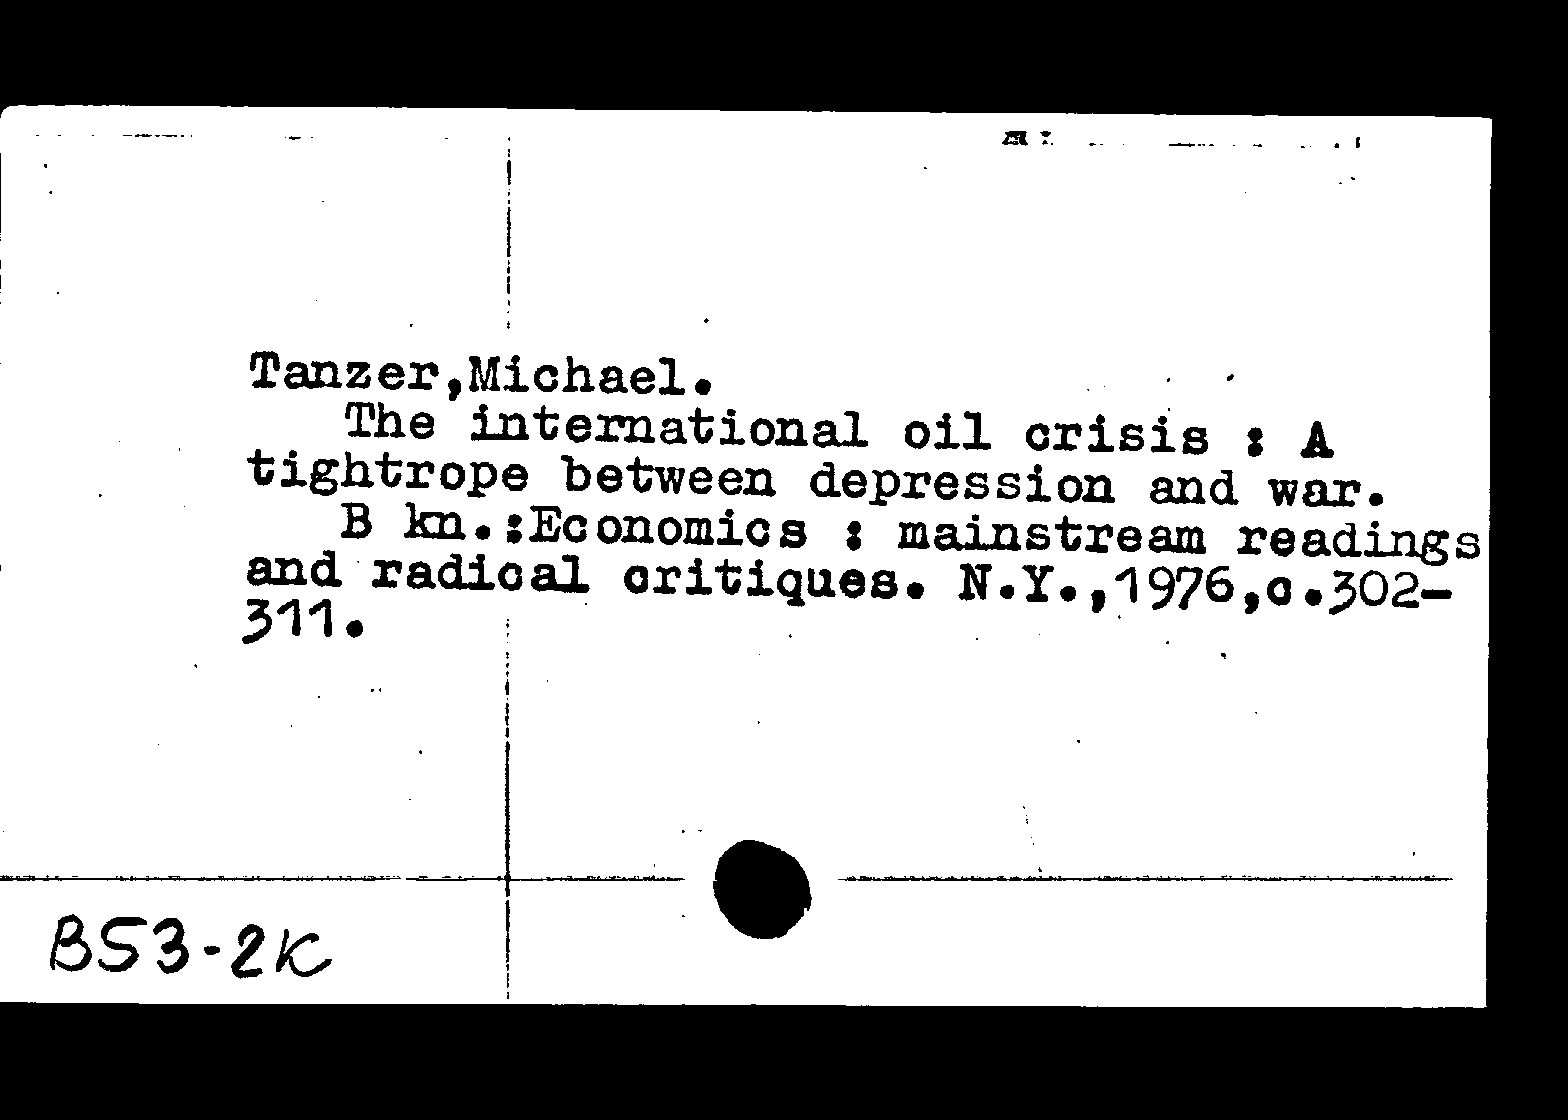 Tanzer,Michael.
The international oil crisis : A
tightrope between depression and war.
B kn.:Economics : mainstream readings
and radical critiques. N.Y.,1976,c.302-
311.
B53-2K